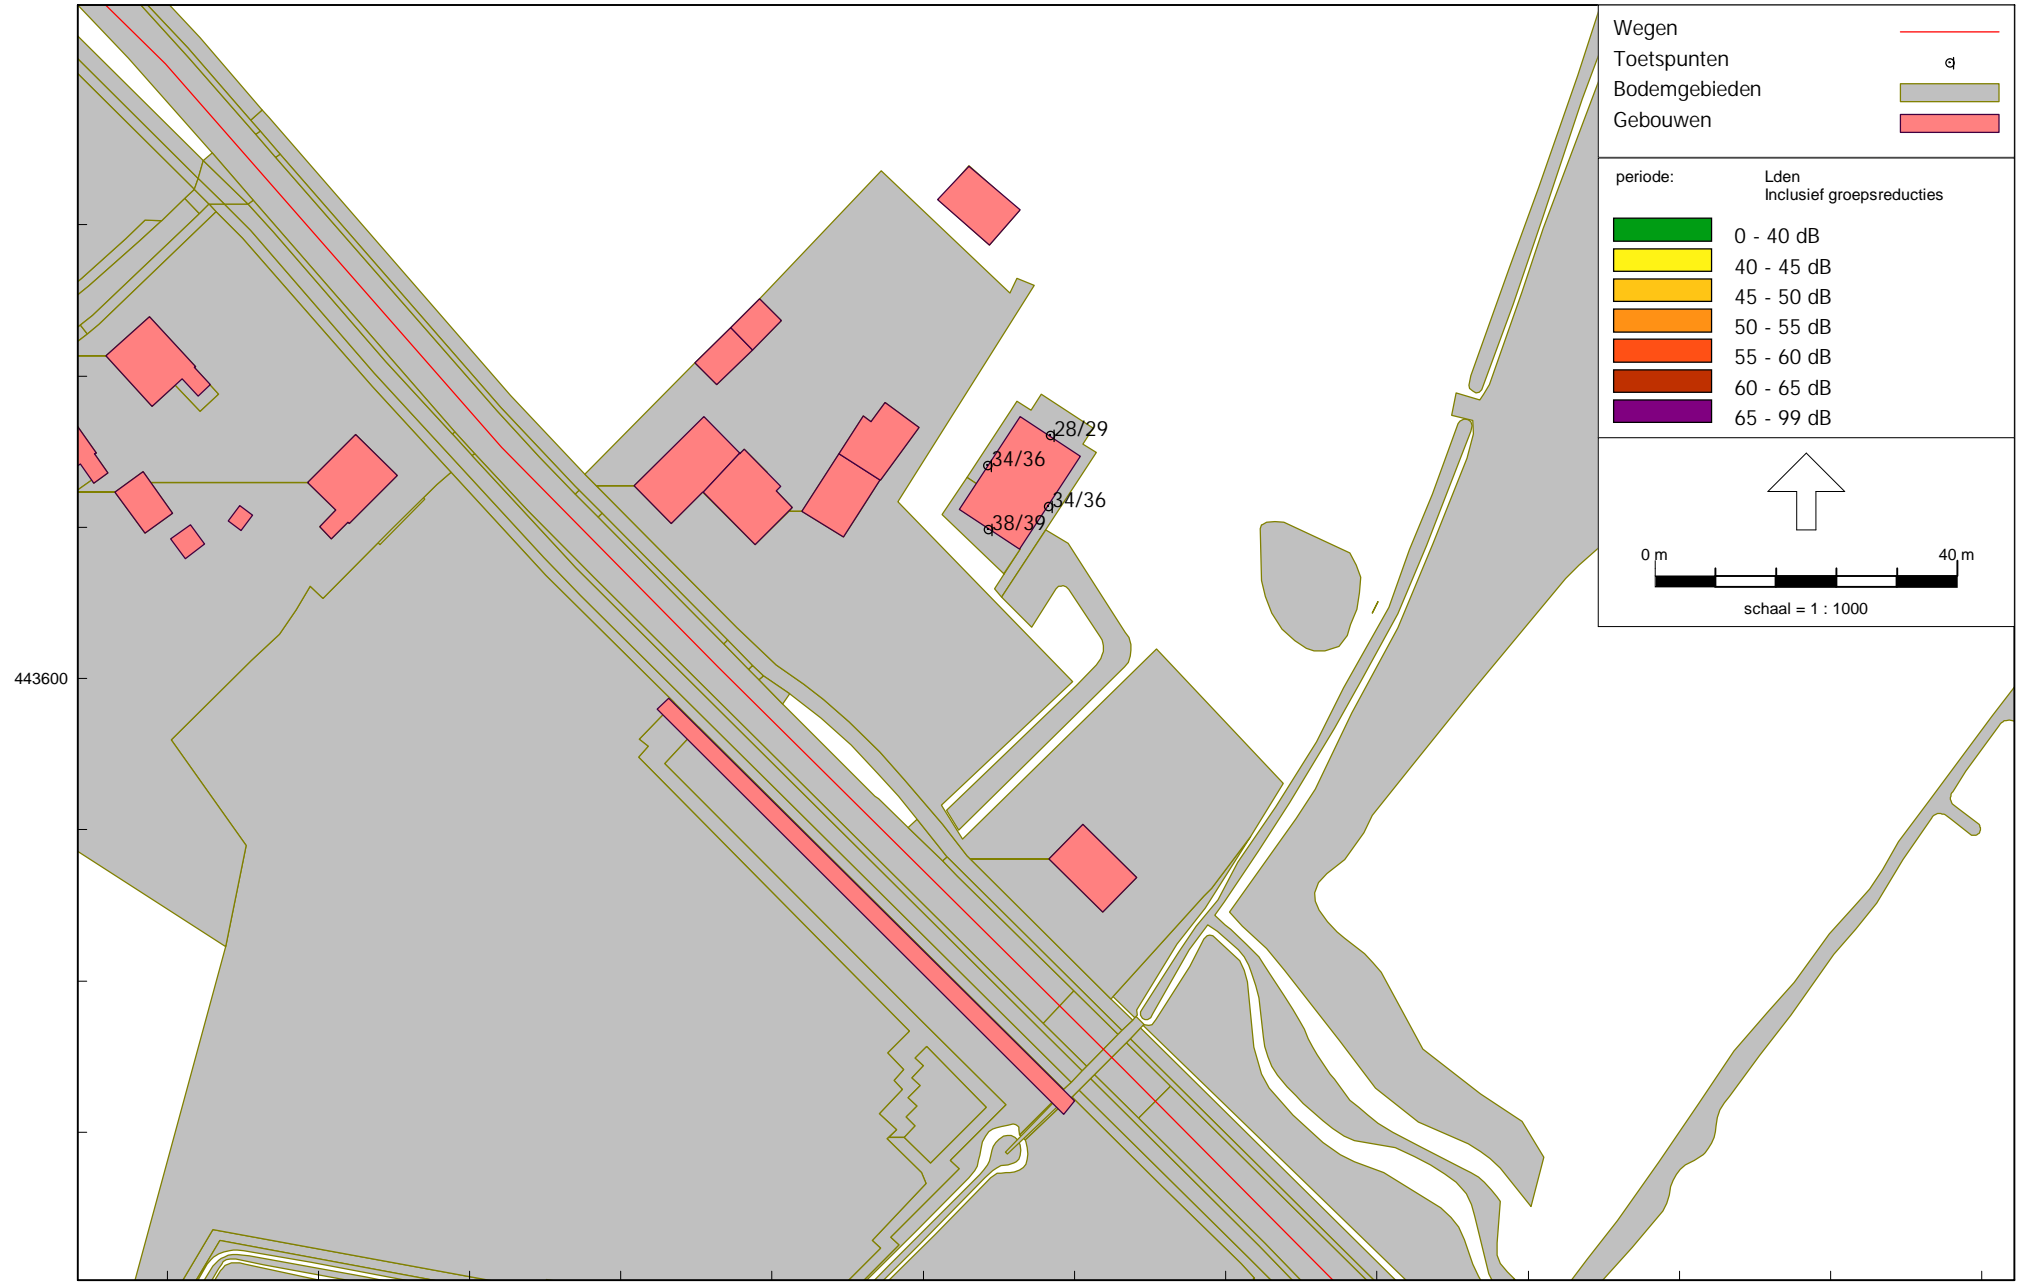 Wegen
Toetspunten
Bodemgebieden
Gebouwen
periode: Lden
Inclusief groepsreducties
0 - 40 dB
40 - 45 dB
45 - 50 dB
50 - 55 dB
55 - 60 dB
60 - 65 dB
65 - 99 dB
0 m 40 m
schaal = 1 : 1000
28/29
34/36
34/36
38/39
443600